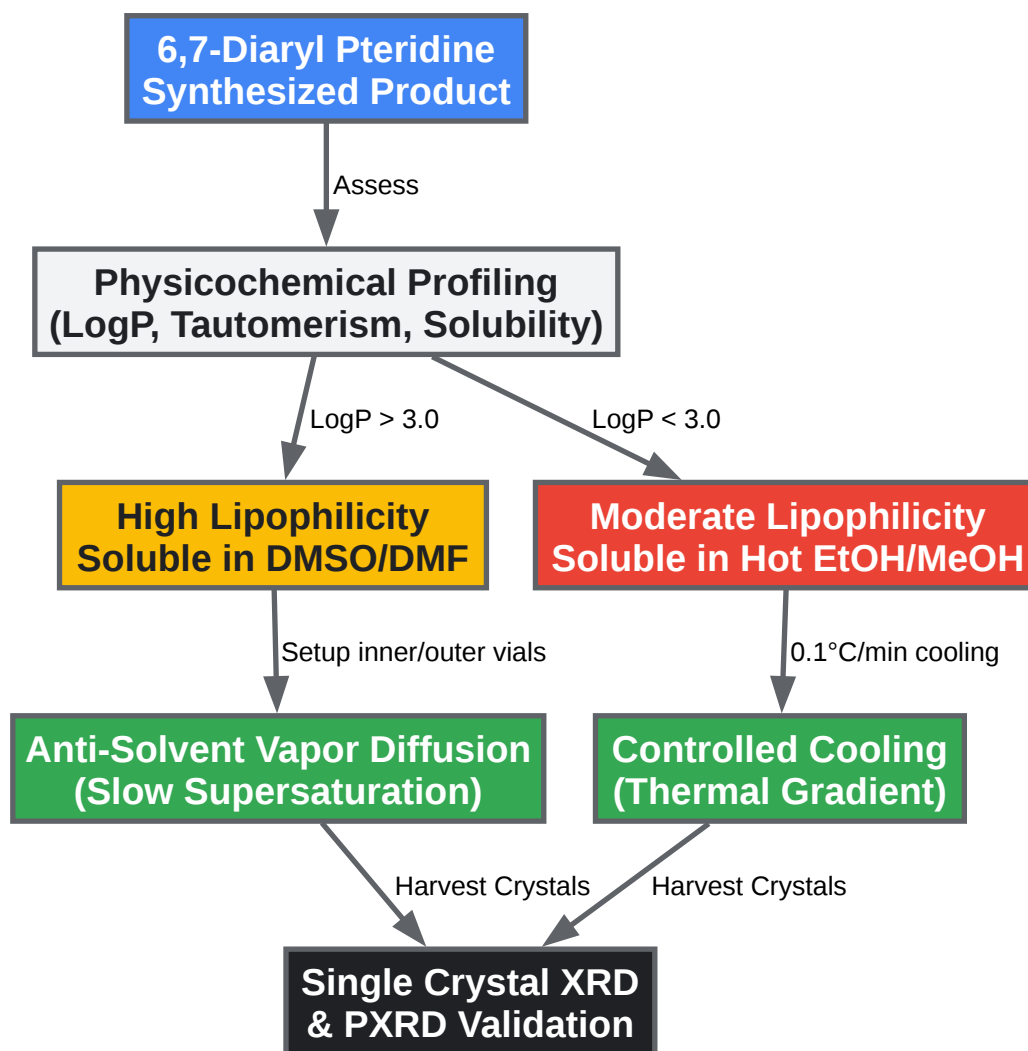 6,7-Diaryl Pteridine
Synthesized Product
Assess
Physicochemical Profiling
(LogP, Tautomerism, Solubility)
LogP > 3.0
LogP < 3.0
High Lipophilicity
Soluble in DMSO/DMF
Moderate Lipophilicity
Soluble in Hot EtOH/MeOH
Setup inner/outer vials
0.1°C/min cooling
Anti-Solvent Vapor Diffusion
(Slow Supersaturation)
Controlled Cooling
(Thermal Gradient)
Harvest Crystals
Harvest Crystals
Single Crystal XRD
& PXRD Validation